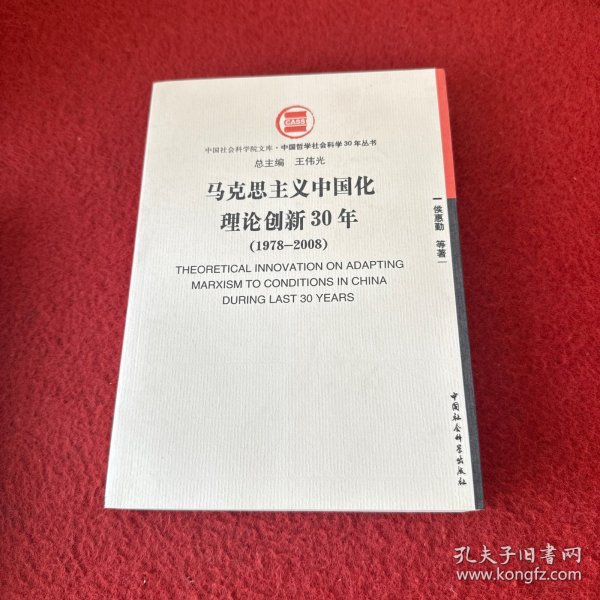 CASS
中国社会科学院文库·中国哲学社会科学30年丛书
总主编 王伟光
马克思主义中国化
理论创新30年
(1978—2008)
THEORETICAL INNOVATION ON ADAPTING
MARXISM TO CONDITIONS IN CHINA
DURING LAST 30 YEARS
侯惠勤 等著
中国社会科学出版社
孔夫子旧书网
www.kongfz.com